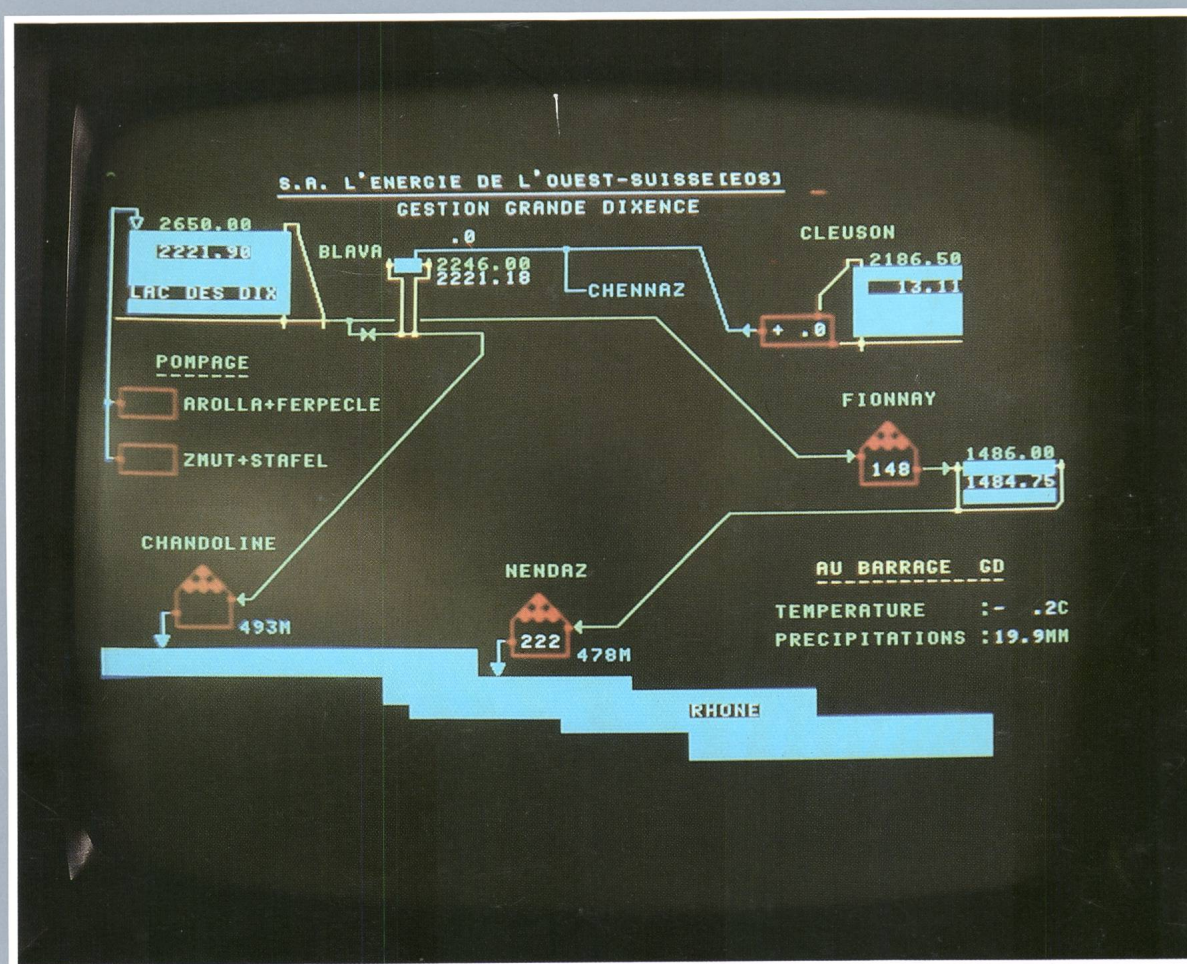 S.A. L'ENERGIE DE L'OUEST-SUISSE[EOS]
GESTION GRANDE DIXENCE
2650.00
2221.90
LAC DES DIX
BLAVA
.0
2246.00
2221.18
CHENNAZ
CLEUSON
2186.50
13.11
+ .0
POMPAGE
AROLLA+FERPECLE
ZMUT+STAFEL
FIONNAY
148
1486.00
1484.75
CHANDOLINE
493M
NENDAZ
222
478M
AU BARRAGE GD
TEMPERATURE :- .2C
PRECIPITATIONS :19.9MM
RHONE